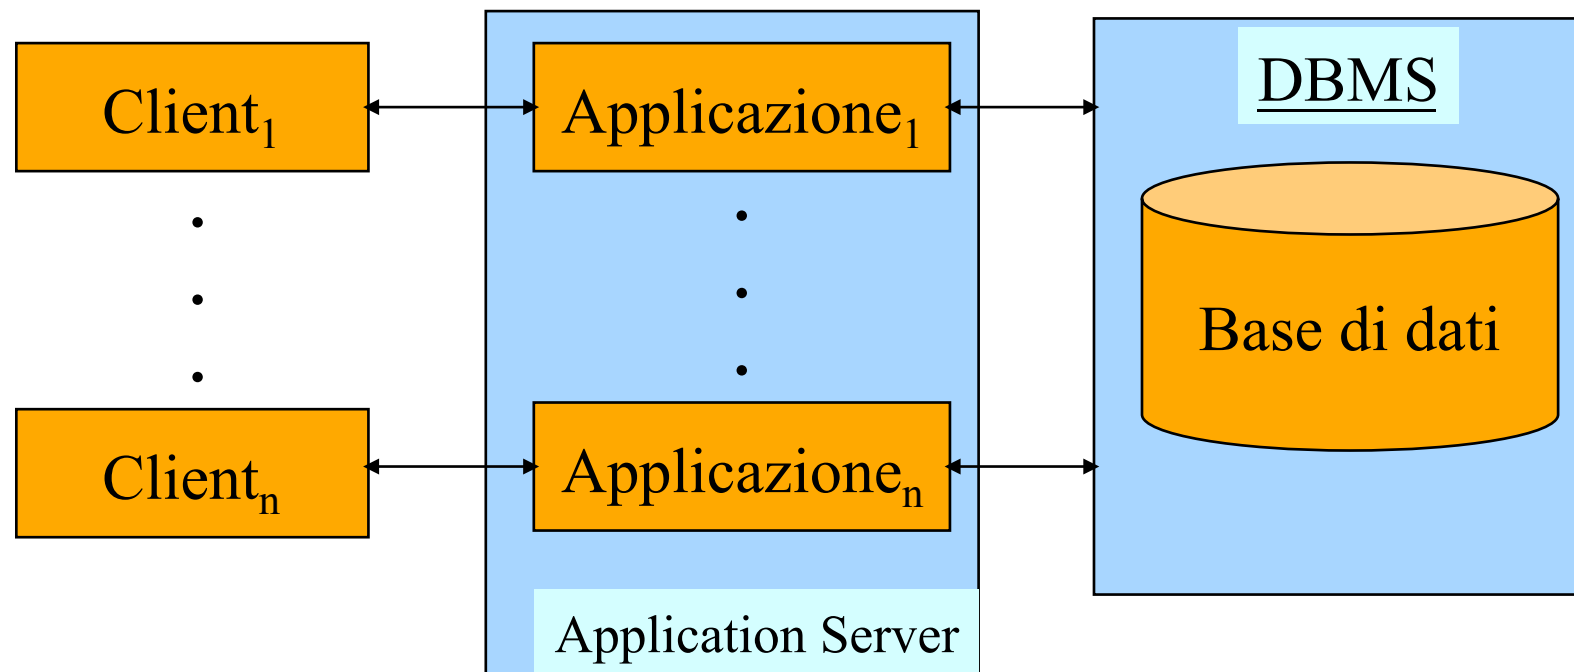 Client₁
Applicazione₁
DBMS
Base di dati
Clientₙ
Applicazioneₙ
Application Server